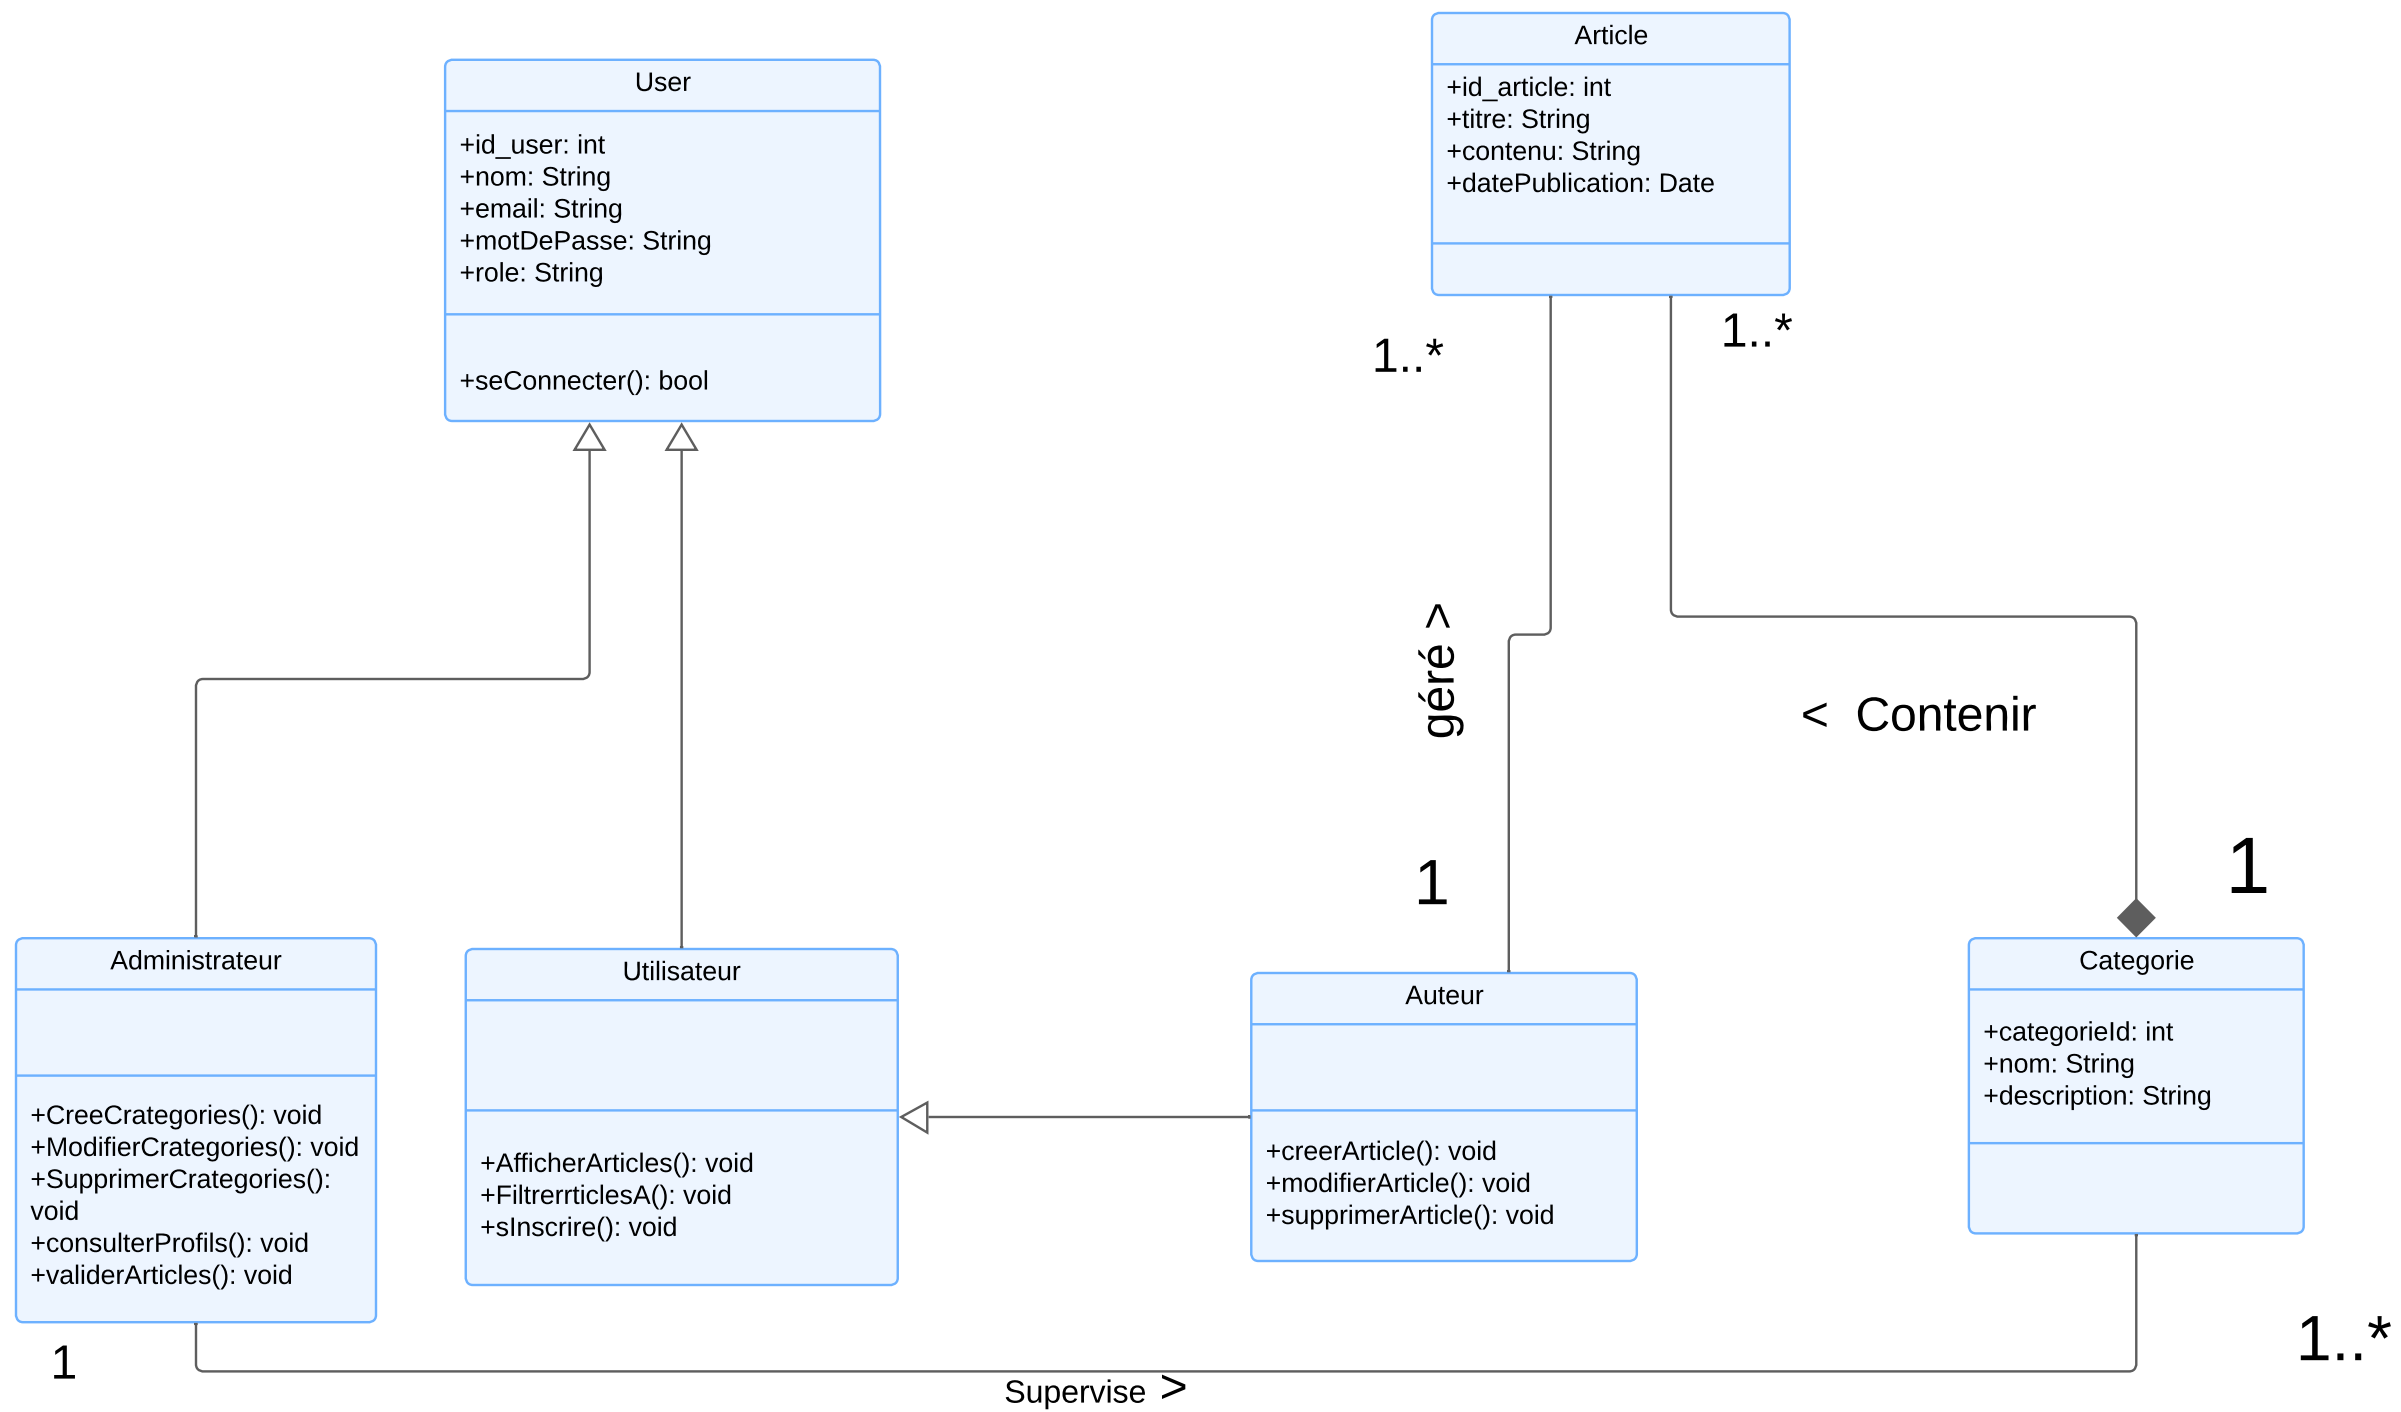 User
+id_user: int
+nom: String
+email: String
+motDePasse: String
+role: String
+seConnecter(): bool
Article
+id_article: int
+titre: String
+contenu: String
+datePublication: Date
1..*
1..*
géré >
< Contenir
1
1
Administrateur
+CreeCrategories(): void
+ModifierCrategories(): void
+SupprimerCrategories():
void
+consulterProfils(): void
+validerArticles(): void
Utilisateur
+AfficherArticles(): void
+FiltrerrticlesA(): void
+sInscrire(): void
Auteur
+creerArticle(): void
+modifierArticle(): void
+supprimerArticle(): void
Categorie
+categorieId: int
+nom: String
+description: String
1
Supervise >
1..*